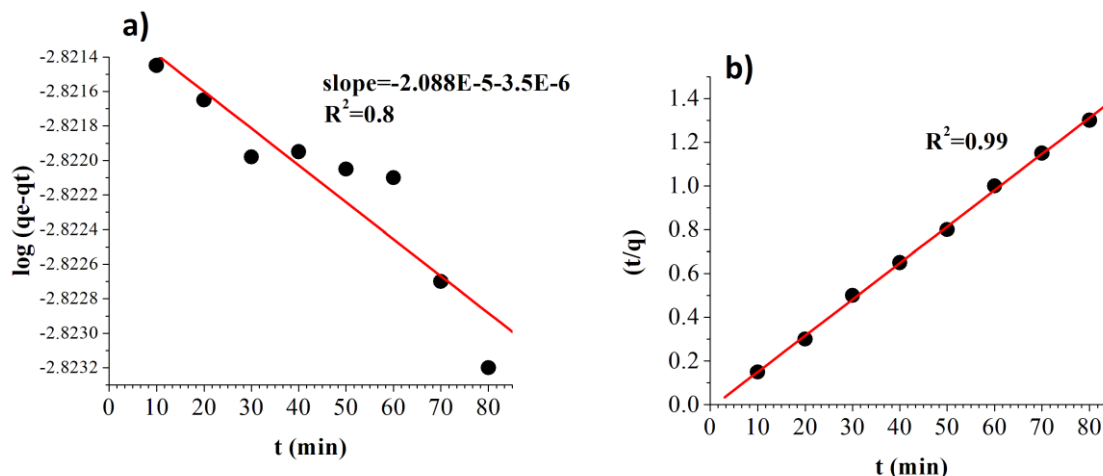 a)
-2.8214
-2.8216
-2.8218
-2.8220
-2.8222
-2.8224
-2.8226
-2.8228
-2.8230
-2.8232
log (qe-qt)
slope=-2.088E-5-3.5E-6
R²=0.8
0 10 20 30 40 50 60 70 80
t (min)
b)
1.4
1.2
1.0
0.8
0.6
0.4
0.2
0.0
(t/q)
R²=0.99
0 10 20 30 40 50 60 70 80
t (min)